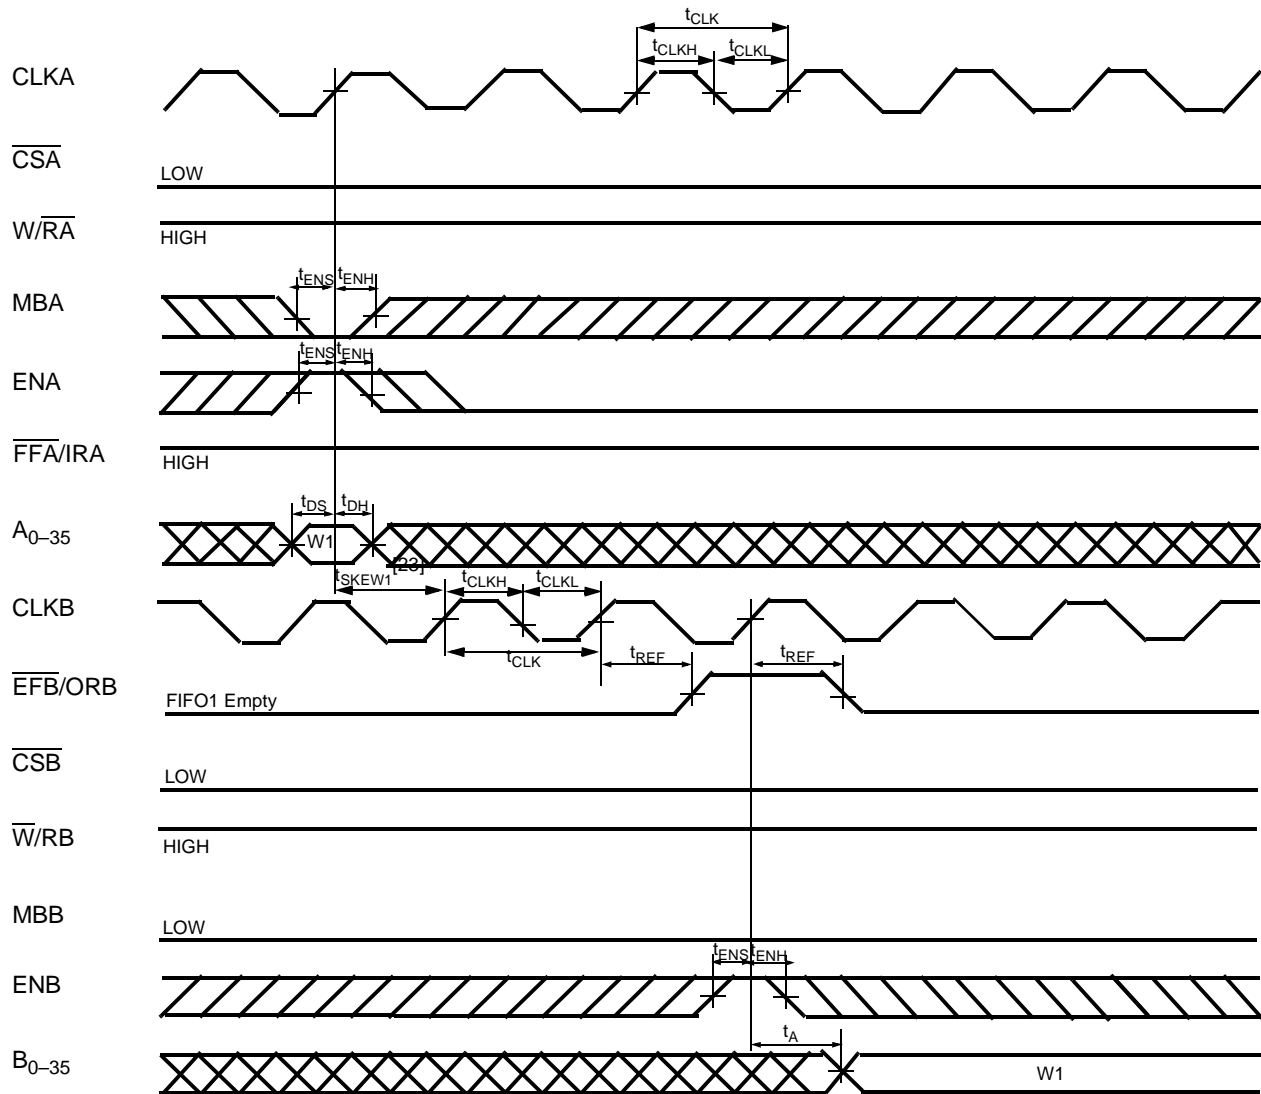 tCLK
tCLKH tCLKL
CLKA
CSA
LOW
W/RA
HIGH
tENS tENH
MBA
tENS tENH
ENA
FFA/IRA
HIGH
tDS tDH
A0–35
W1
tSKEW1[23] tCLKH tCLKL
CLKB
tCLK tREF tREF
EFB/ORB
FIFO1 Empty
CSB
LOW
W/RB
HIGH
MBB
LOW
tENS tENH
ENB
tA
B0–35
W1